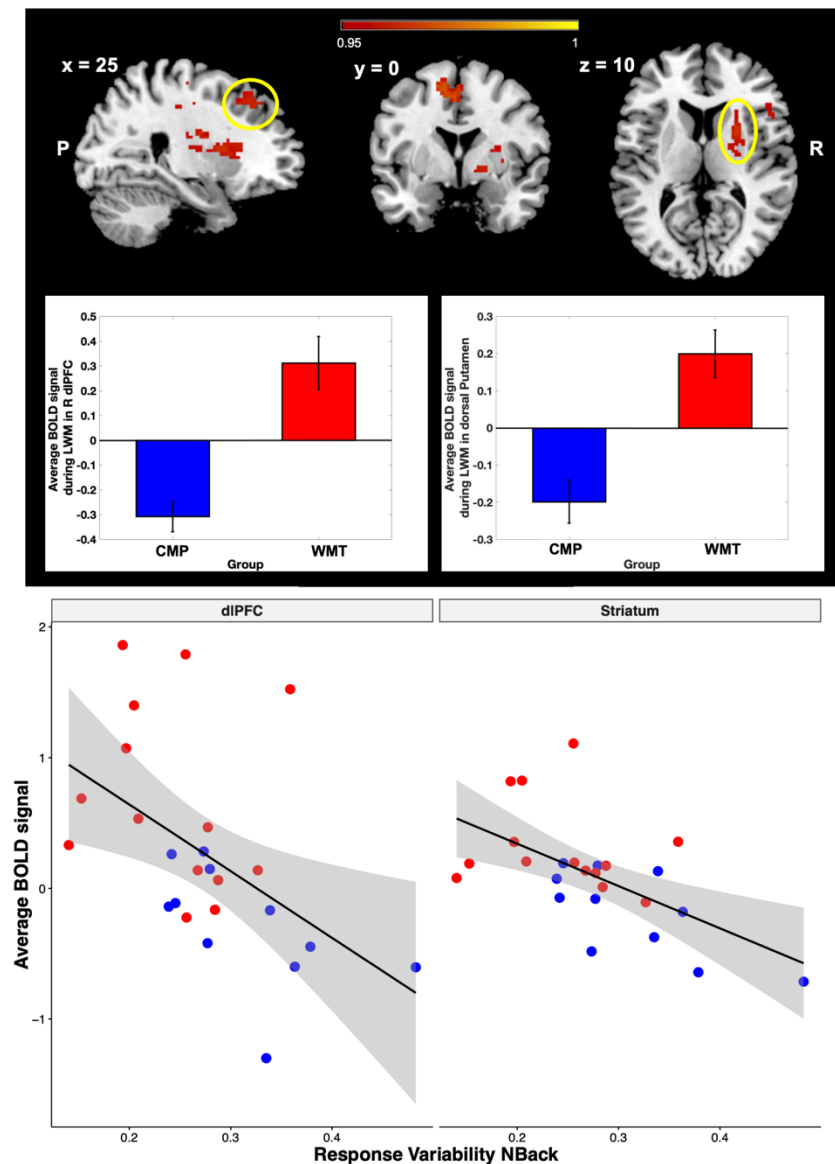 0.95
1
x = 25
y = 0
z = 10
P
R
Average BOLD signal
during LWM in R dlPFC
0.5
0.4
0.3
0.2
0.1
0
-0.1
-0.2
-0.3
-0.4
CMP
WMT
Group
Average BOLD signal
during LWM in dorsal Putamen
0.3
0.2
0.1
0
-0.1
-0.2
-0.3
CMP
WMT
Group
dlPFC
Striatum
Average BOLD signal
2
1
0
−1
0.2
0.3
0.4
0.2
0.3
0.4
Response Variability NBack